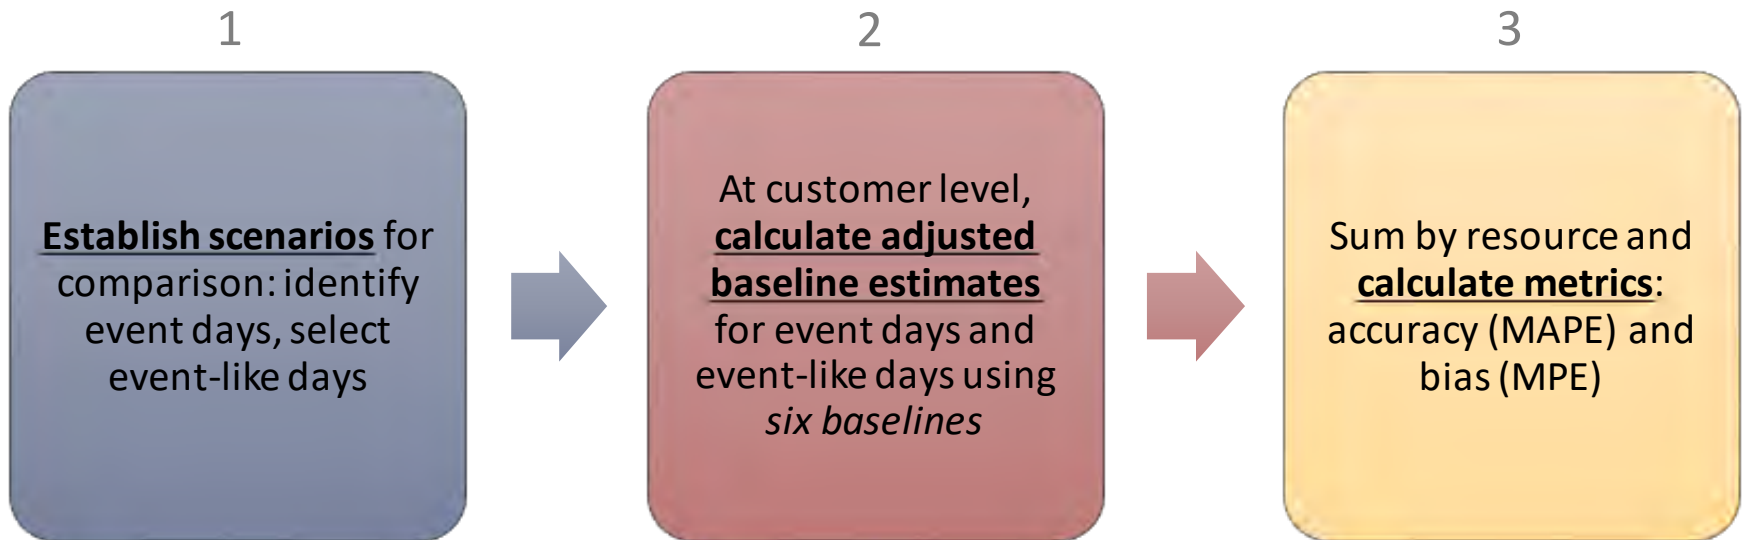 1
Establish scenarios for
comparison: identify
event days, select
event-like days
2
At customer level,
calculate adjusted
baseline estimates
for event days and
event-like days using
six baselines
3
Sum by resource and
calculate metrics:
accuracy (MAPE) and
bias (MPE)